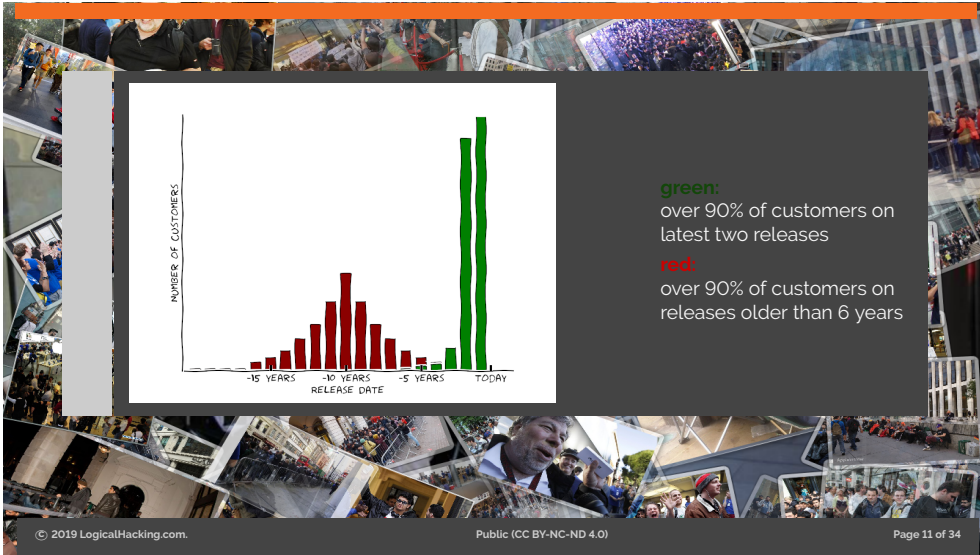 NUMBER OF CUSTOMERS
-15 YEARS -10 YEARS -5 YEARS TODAY
RELEASE DATE
green:
over 90% of customers on
latest two releases
red:
over 90% of customers on
releases older than 6 years
© 2019 LogicalHacking.com. Public (CC BY-NC-ND 4.0) Page 11 of 34